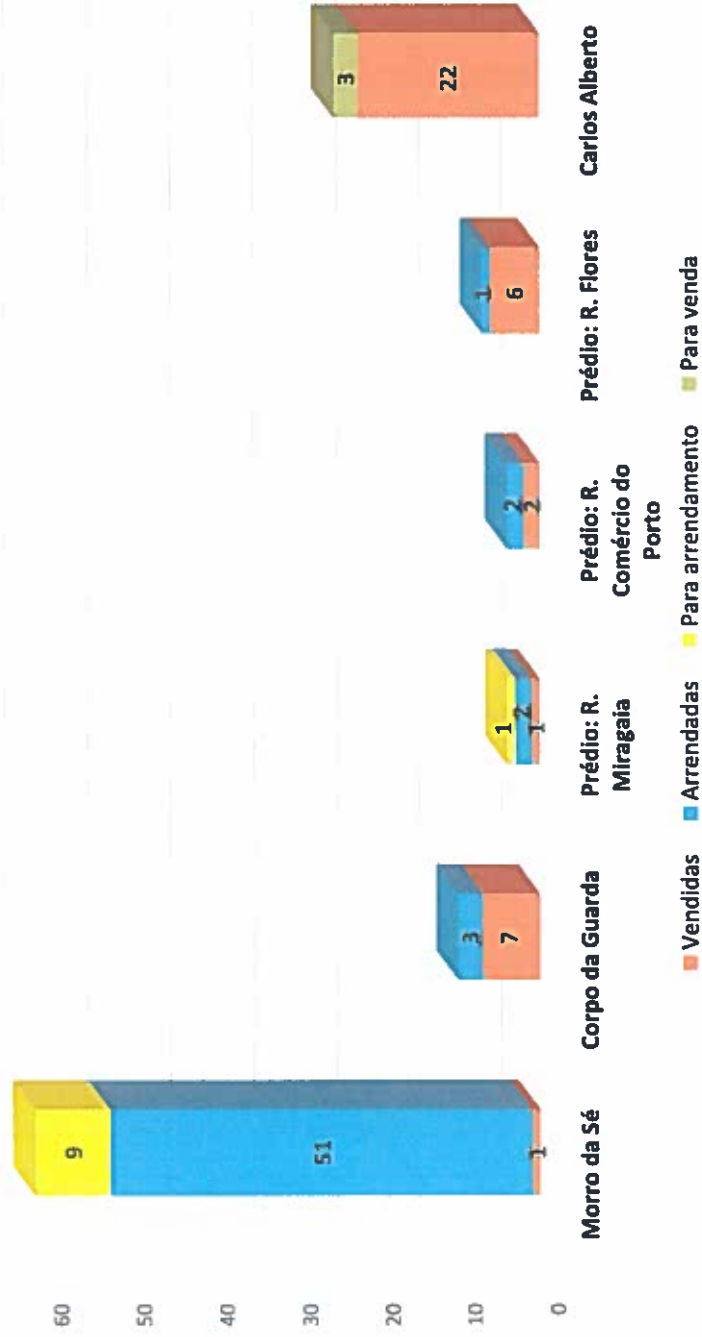 60
50
40
30
20
10
0
9
51
1
3
7
1
2
1
2
2
1
6
3
22
Morro da Sé
Corpo da Guarda
Prédio: R.
Miragaia
Prédio: R.
Comércio do
Porto
Prédio: R. Flores
Carlos Alberto
Vendidas
Arrendadas
Para arrendamento
Para venda